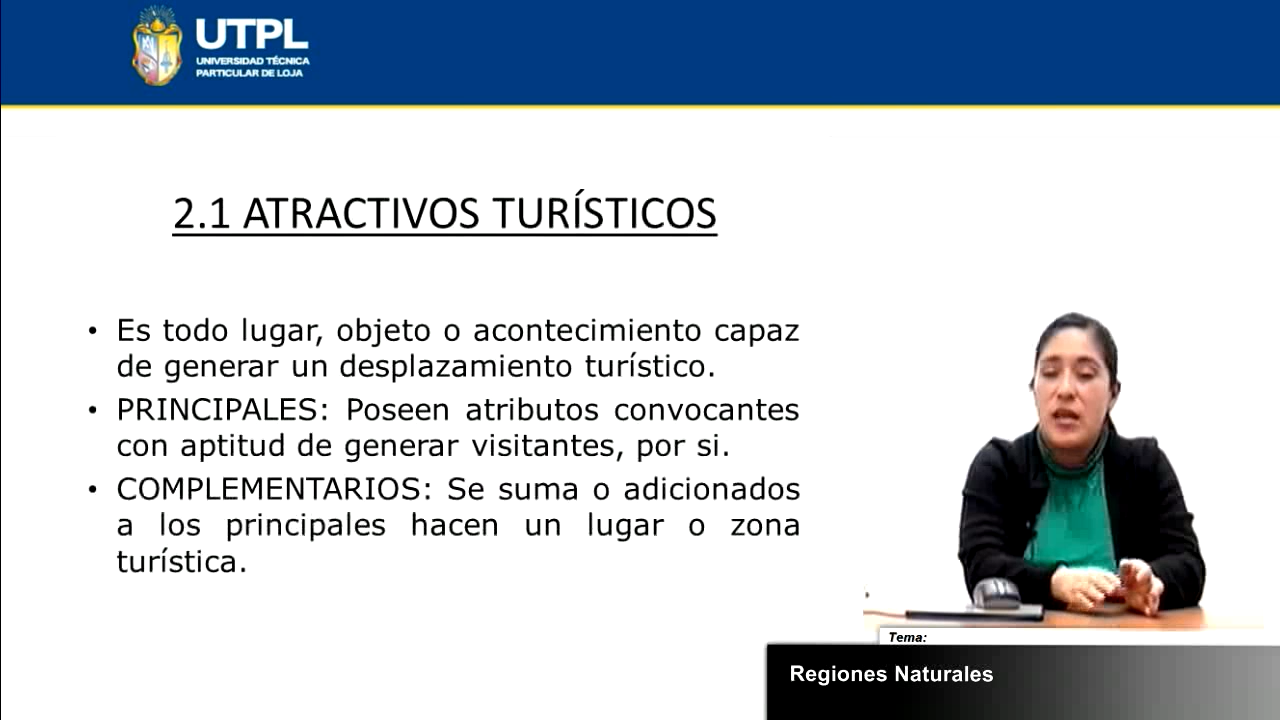 UTPL
UNIVERSIDAD TÉCNICA
PARTICULAR DE LOJA
2.1 ATRACTIVOS TURÍSTICOS
• Es todo lugar, objeto o acontecimiento capaz
de generar un desplazamiento turístico.
• PRINCIPALES: Poseen atributos convocantes
con aptitud de generar visitantes, por si.
• COMPLEMENTARIOS: Se suma o adicionados
a los principales hacen un lugar o zona
turística.
Tema:
Regiones Naturales